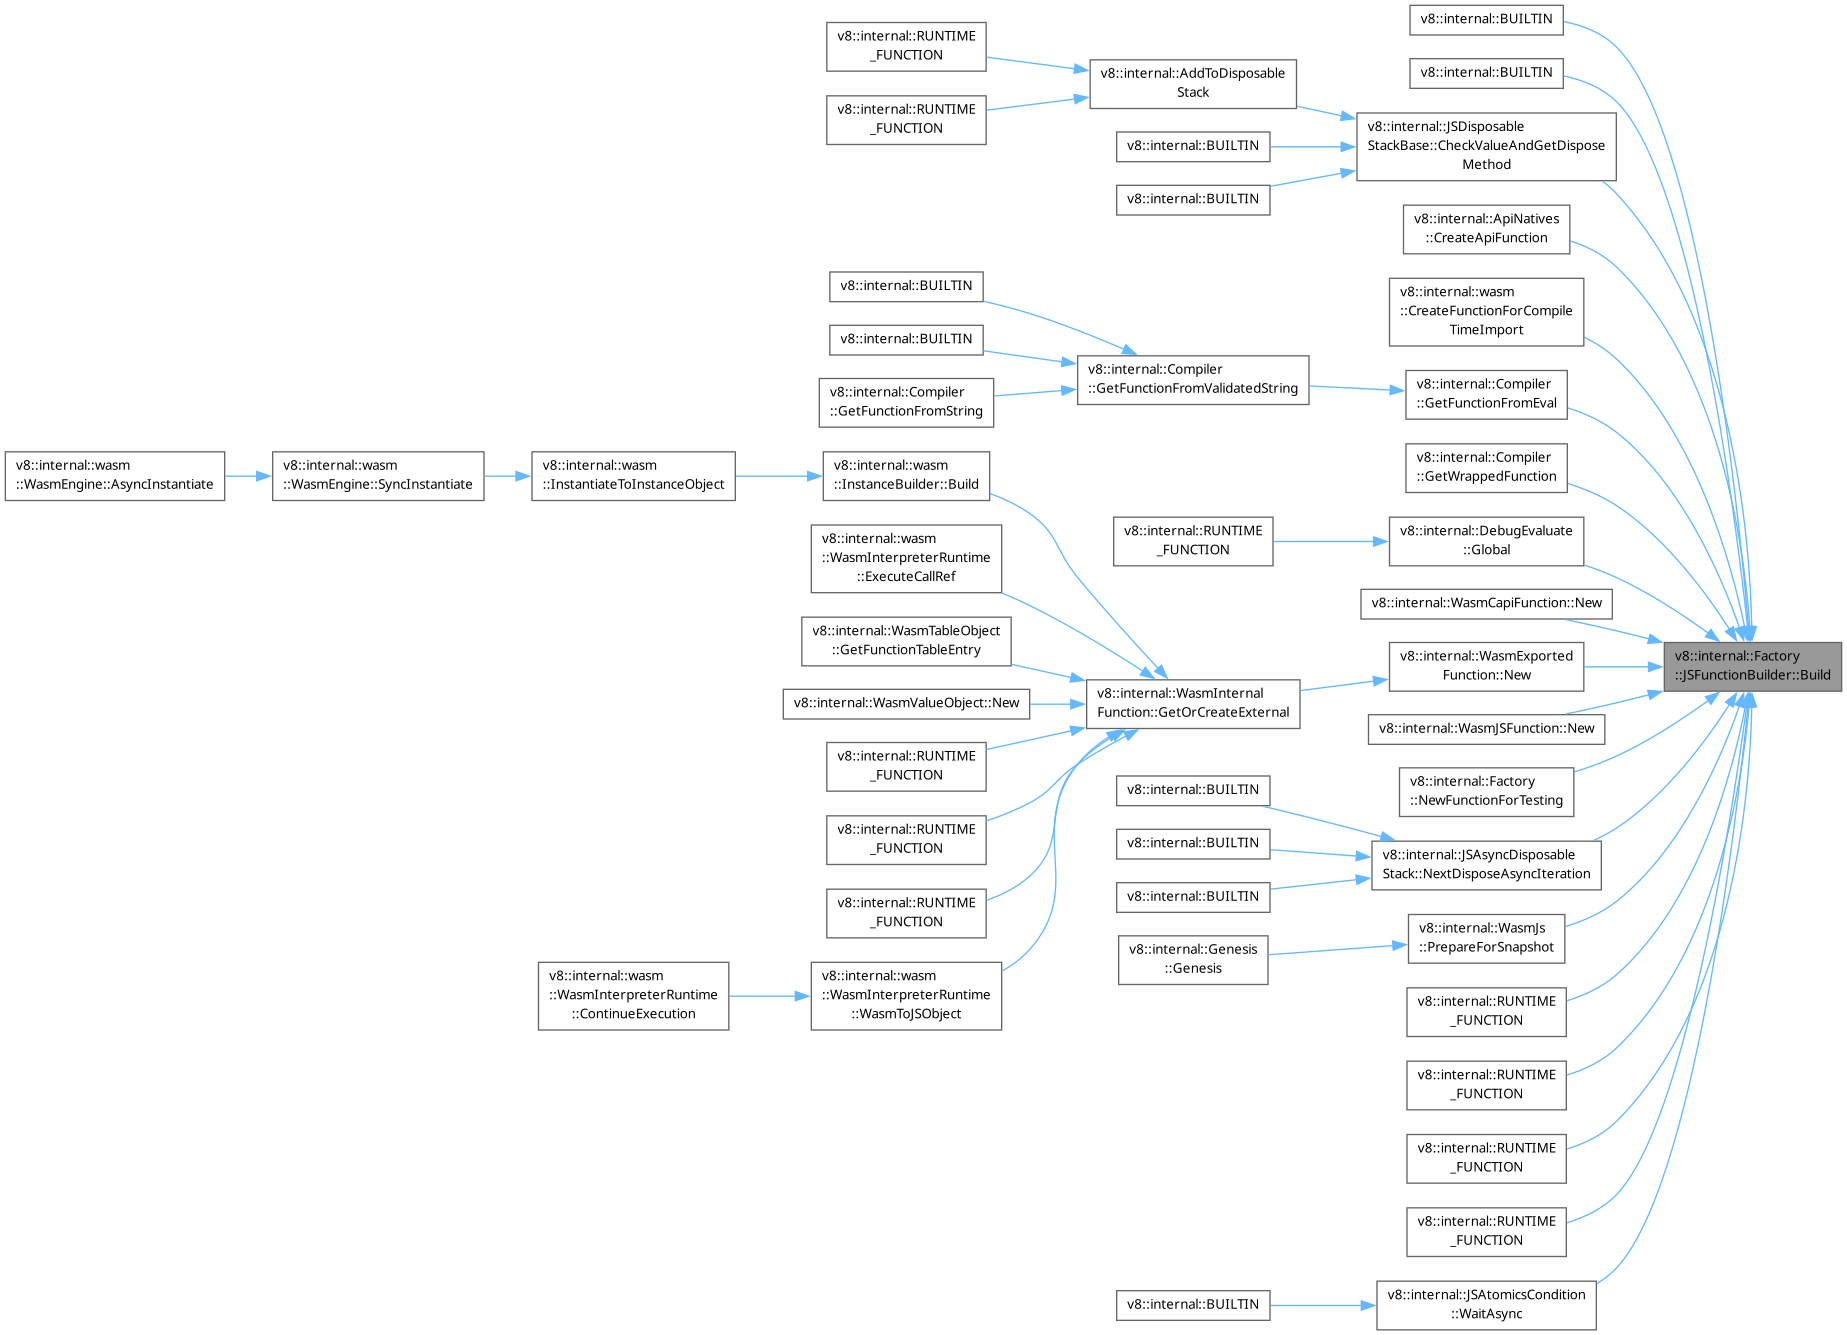 v8::internal::BUILTIN
v8::internal::BUILTIN
v8::internal::RUNTIME
_FUNCTION
v8::internal::RUNTIME
_FUNCTION
v8::internal::AddToDisposable
Stack
v8::internal::BUILTIN
v8::internal::BUILTIN
v8::internal::JSDisposable
StackBase::CheckValueAndGetDispose
Method
v8::internal::ApiNatives
::CreateApiFunction
v8::internal::wasm
::CreateFunctionForCompile
TimeImport
v8::internal::BUILTIN
v8::internal::BUILTIN
v8::internal::Compiler
::GetFunctionFromString
v8::internal::Compiler
::GetFunctionFromValidatedString
v8::internal::Compiler
::GetFunctionFromEval
v8::internal::Compiler
::GetWrappedFunction
v8::internal::wasm
::WasmEngine::AsyncInstantiate
v8::internal::wasm
::WasmEngine::SyncInstantiate
v8::internal::wasm
::InstantiateToInstanceObject
v8::internal::wasm
::InstanceBuilder::Build
v8::internal::RUNTIME
_FUNCTION
v8::internal::DebugEvaluate
::Global
v8::internal::wasm
::WasmInterpreterRuntime
::ExecuteCallRef
v8::internal::WasmCapiFunction::New
v8::internal::WasmTableObject
::GetFunctionTableEntry
v8::internal::WasmExported
Function::New
v8::internal::Factory
::JSFunctionBuilder::Build
v8::internal::WasmValueObject::New
v8::internal::WasmInternal
Function::GetOrCreateExternal
v8::internal::WasmJSFunction::New
v8::internal::RUNTIME
_FUNCTION
v8::internal::Factory
::NewFunctionForTesting
v8::internal::RUNTIME
_FUNCTION
v8::internal::BUILTIN
v8::internal::BUILTIN
v8::internal::BUILTIN
v8::internal::JSAsyncDisposable
Stack::NextDisposeAsyncIteration
v8::internal::RUNTIME
_FUNCTION
v8::internal::Genesis
::Genesis
v8::internal::WasmJs
::PrepareForSnapshot
v8::internal::wasm
::WasmInterpreterRuntime
::ContinueExecution
v8::internal::wasm
::WasmInterpreterRuntime
::WasmToJSObject
v8::internal::RUNTIME
_FUNCTION
v8::internal::RUNTIME
_FUNCTION
v8::internal::RUNTIME
_FUNCTION
v8::internal::RUNTIME
_FUNCTION
v8::internal::BUILTIN
v8::internal::JSAtomicsCondition
::WaitAsync